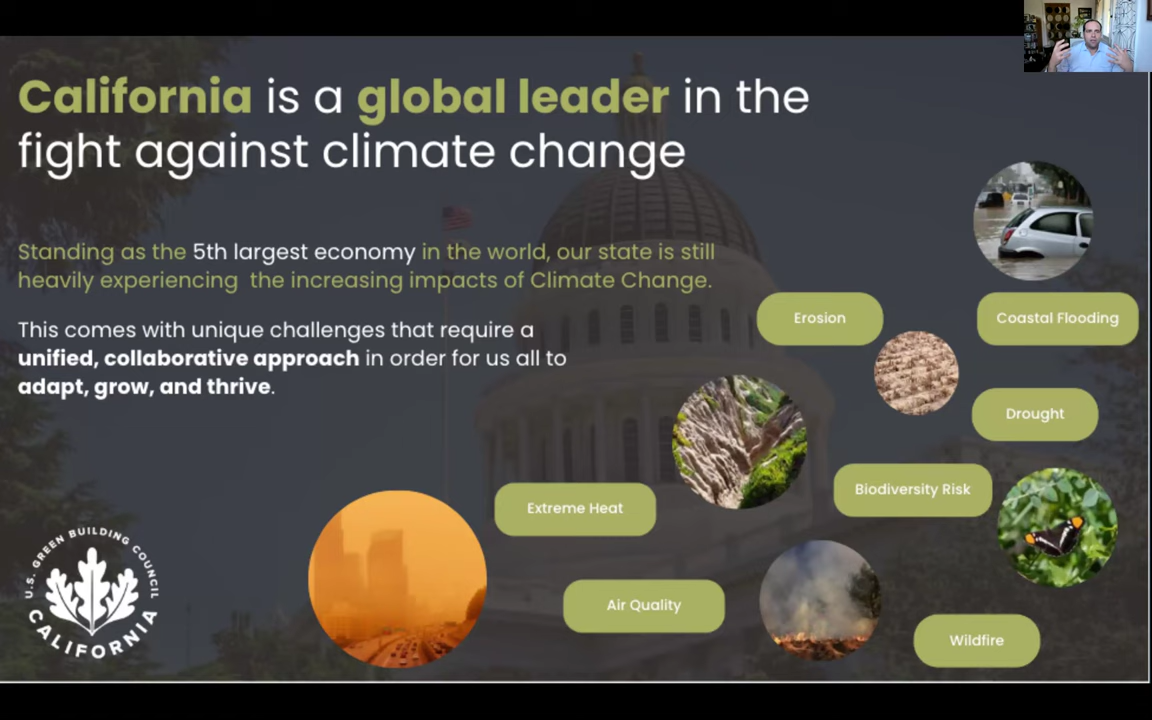 California is a global leader in the
fight against climate change
Standing as the 5th largest economy in the world, our state is still
heavily experiencing the increasing impacts of Climate Change.
This comes with unique challenges that require a
unified, collaborative approach in order for us all to
adapt, grow, and thrive.
Erosion
Coastal Flooding
Drought
Biodiversity Risk
Extreme Heat
Air Quality
Wildfire
U.S. GREEN BUILDING COUNCIL
CALIFORNIA